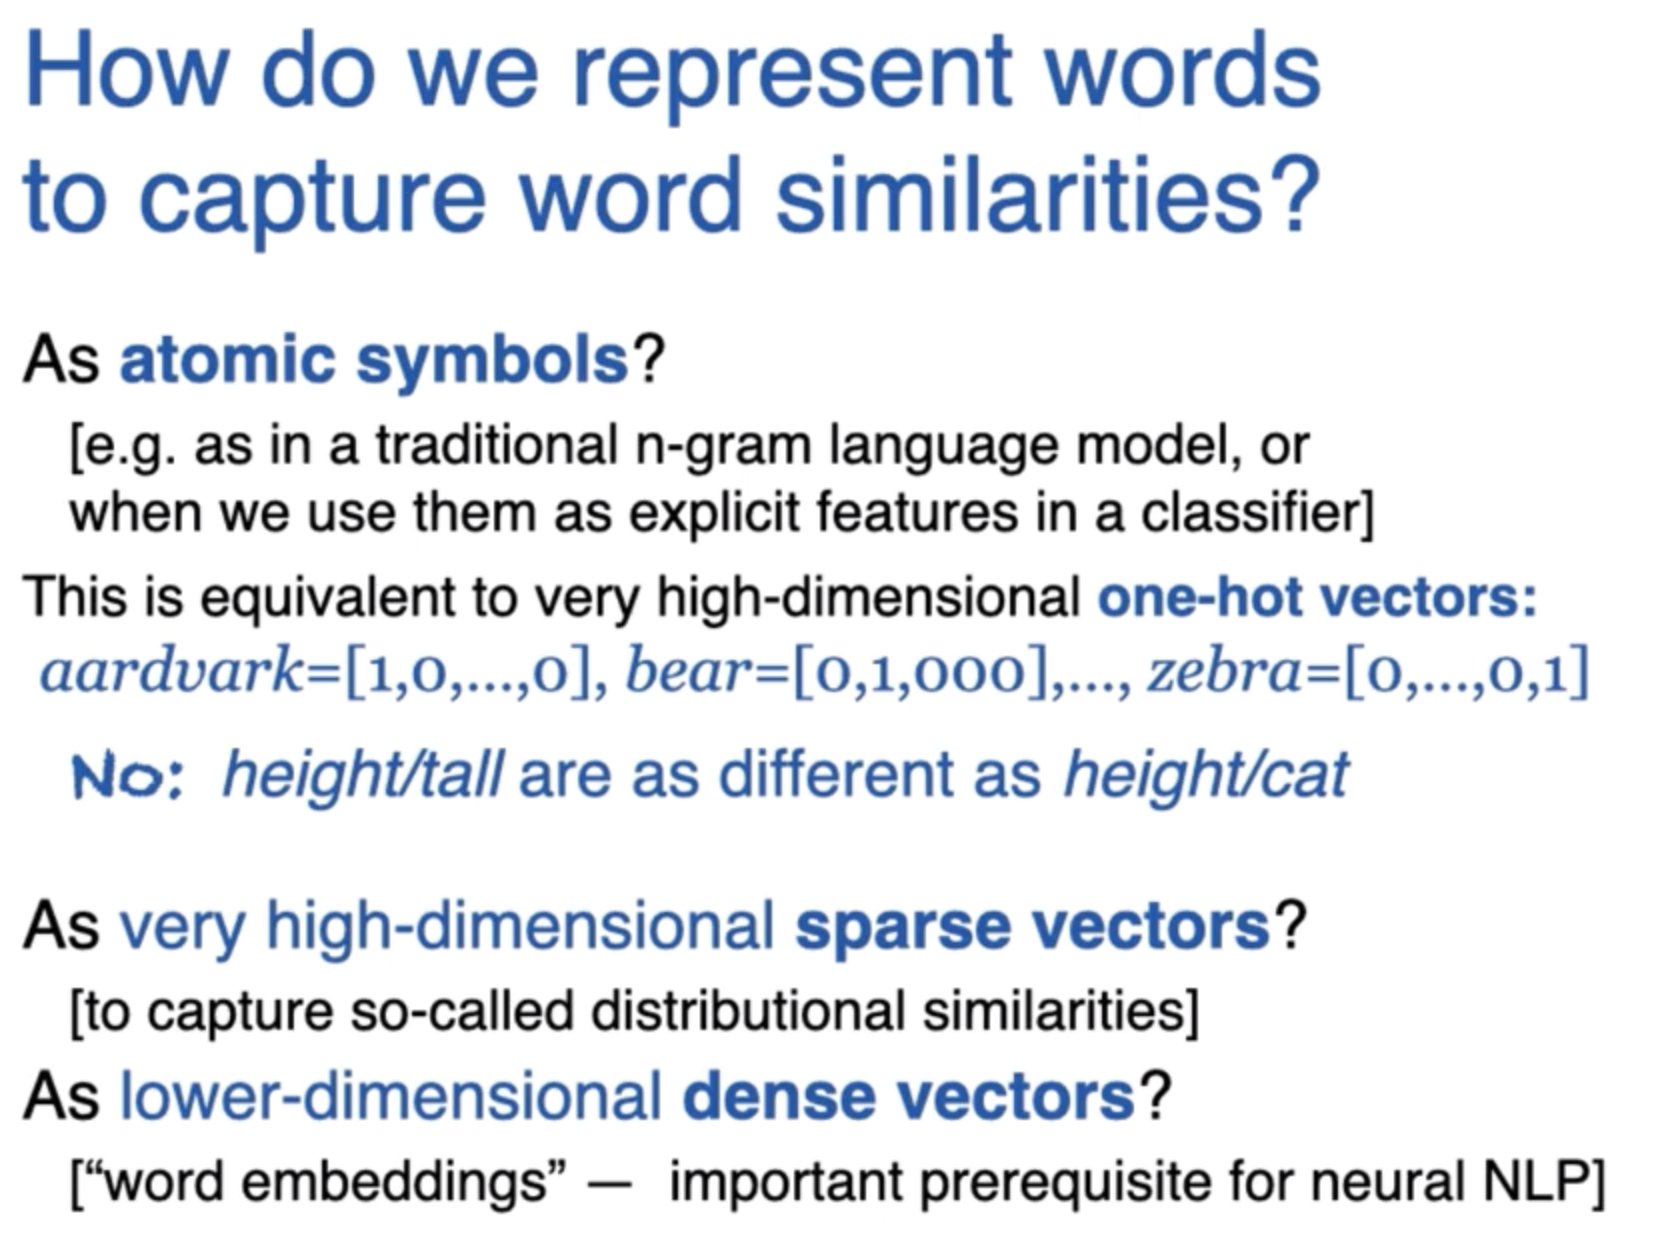 How do we represent words
to capture word similarities?
As atomic symbols?
[e.g. as in a traditional n-gram language model, or
when we use them as explicit features in a classifier]
This is equivalent to very high-dimensional one-hot vectors:
aardvark=[1,0,...,0], bear=[0,1,000],..., zebra=[0,...,0,1]
No: height/tall are as different as height/cat
As very high-dimensional sparse vectors?
[to capture so-called distributional similarities]
As lower-dimensional dense vectors?
[“word embeddings” — important prerequisite for neural NLP]